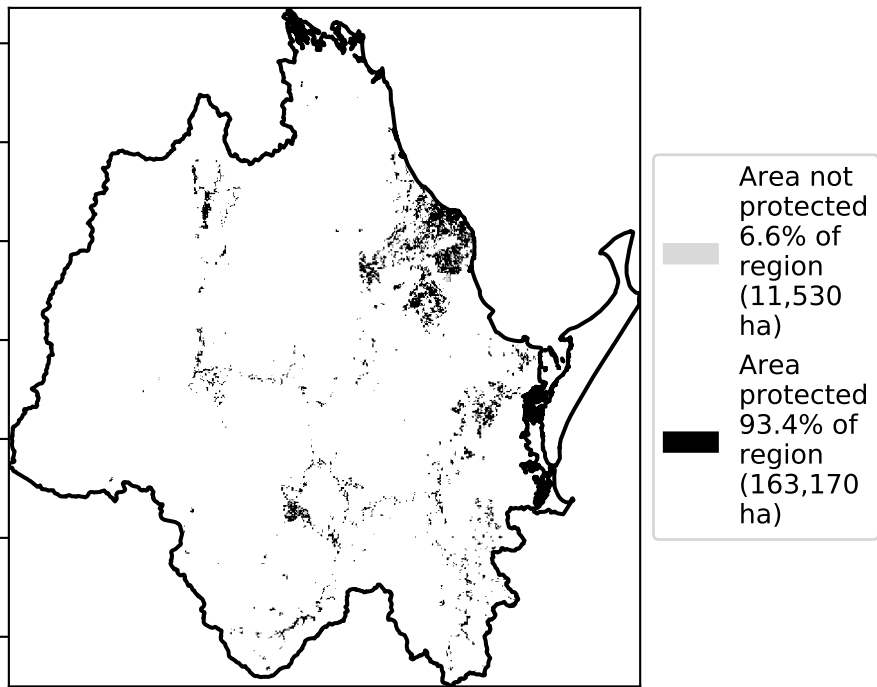 Area not
protected
6.6% of
region
(11,530
ha)
Area
protected
93.4% of
region
(163,170
ha)